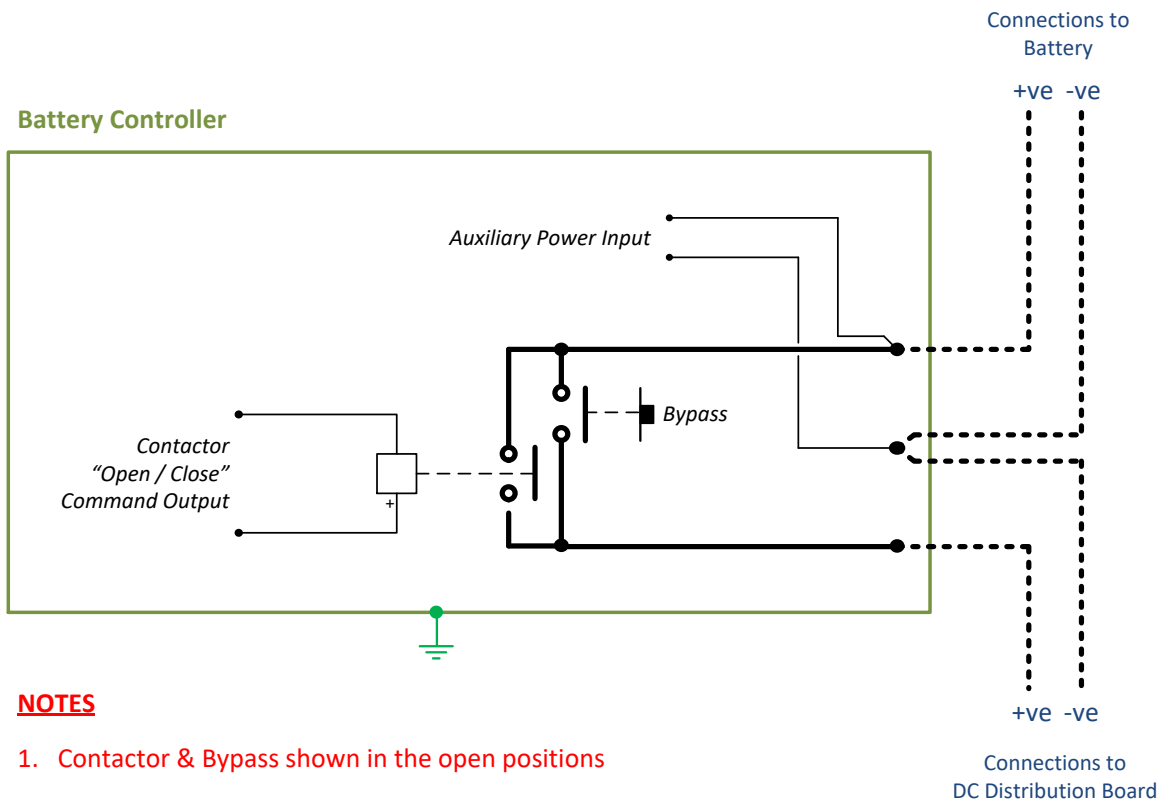 Connections to
Battery
+ve -ve
Battery Controller
Auxiliary Power Input
Bypass
Contactor
“Open / Close”
Command Output
+
NOTES
1. Contactor & Bypass shown in the open positions
+ve -ve
Connections to
DC Distribution Board